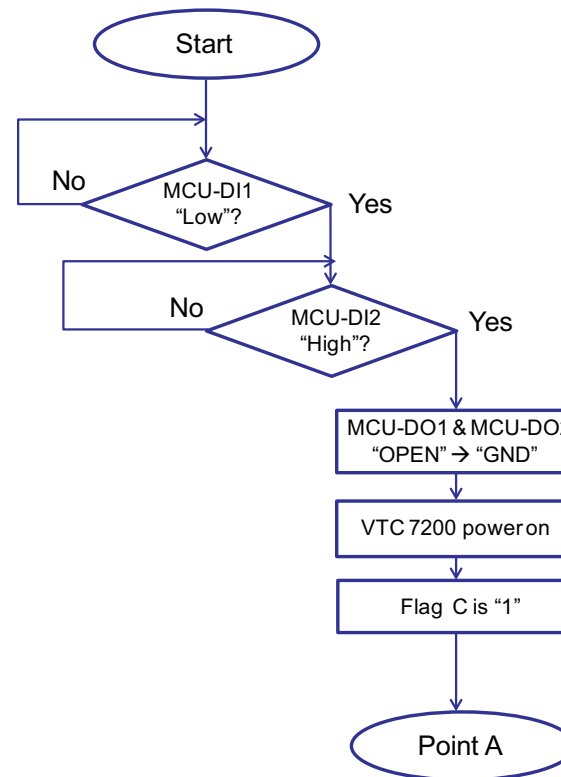 Start
No
MCU-DI1
Yes
“Low”?
No
MCU-DI2
Yes
“High”?
MCU-DO1 & MCU-DO2
“OPEN” → “GND”
VTC 7200 power on
Flag C is “1”
Point A